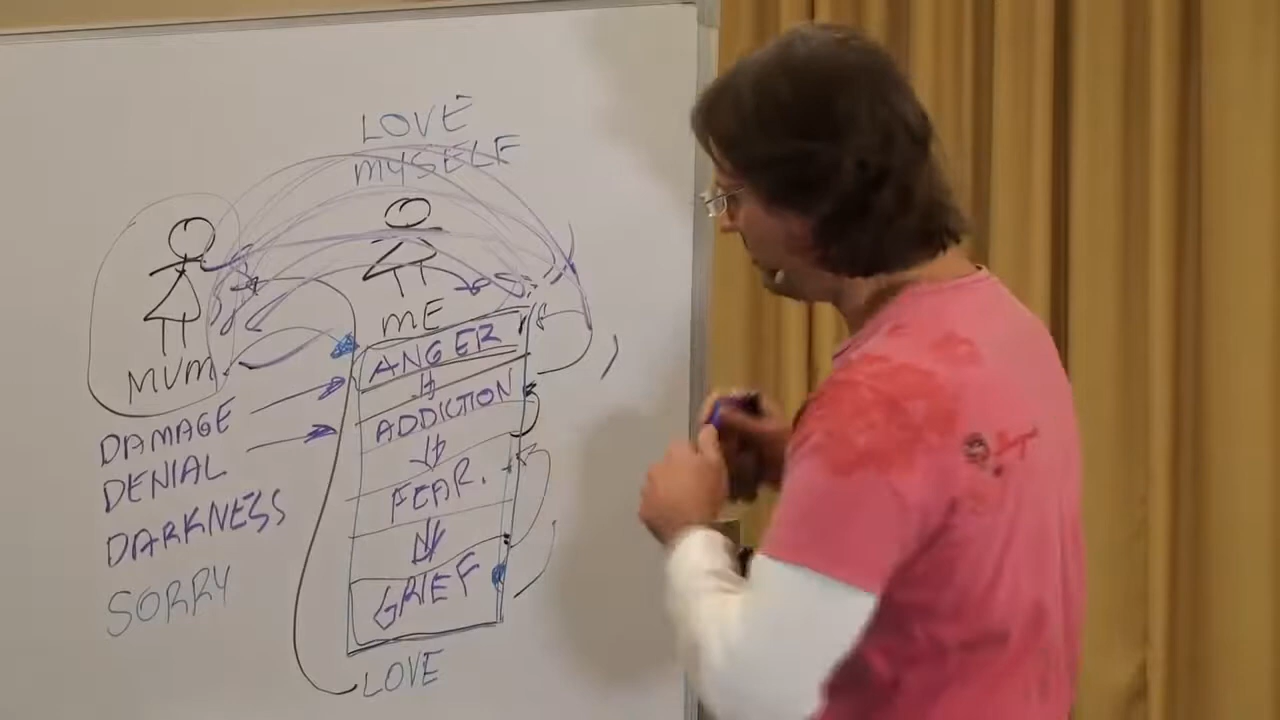 LOVE
MYSELF
ME
MUM
ANGER
ADDICTION
FEAR.
GRIEF
LOVE
DAMAGE
DENIAL
DARKNESS
SORRY